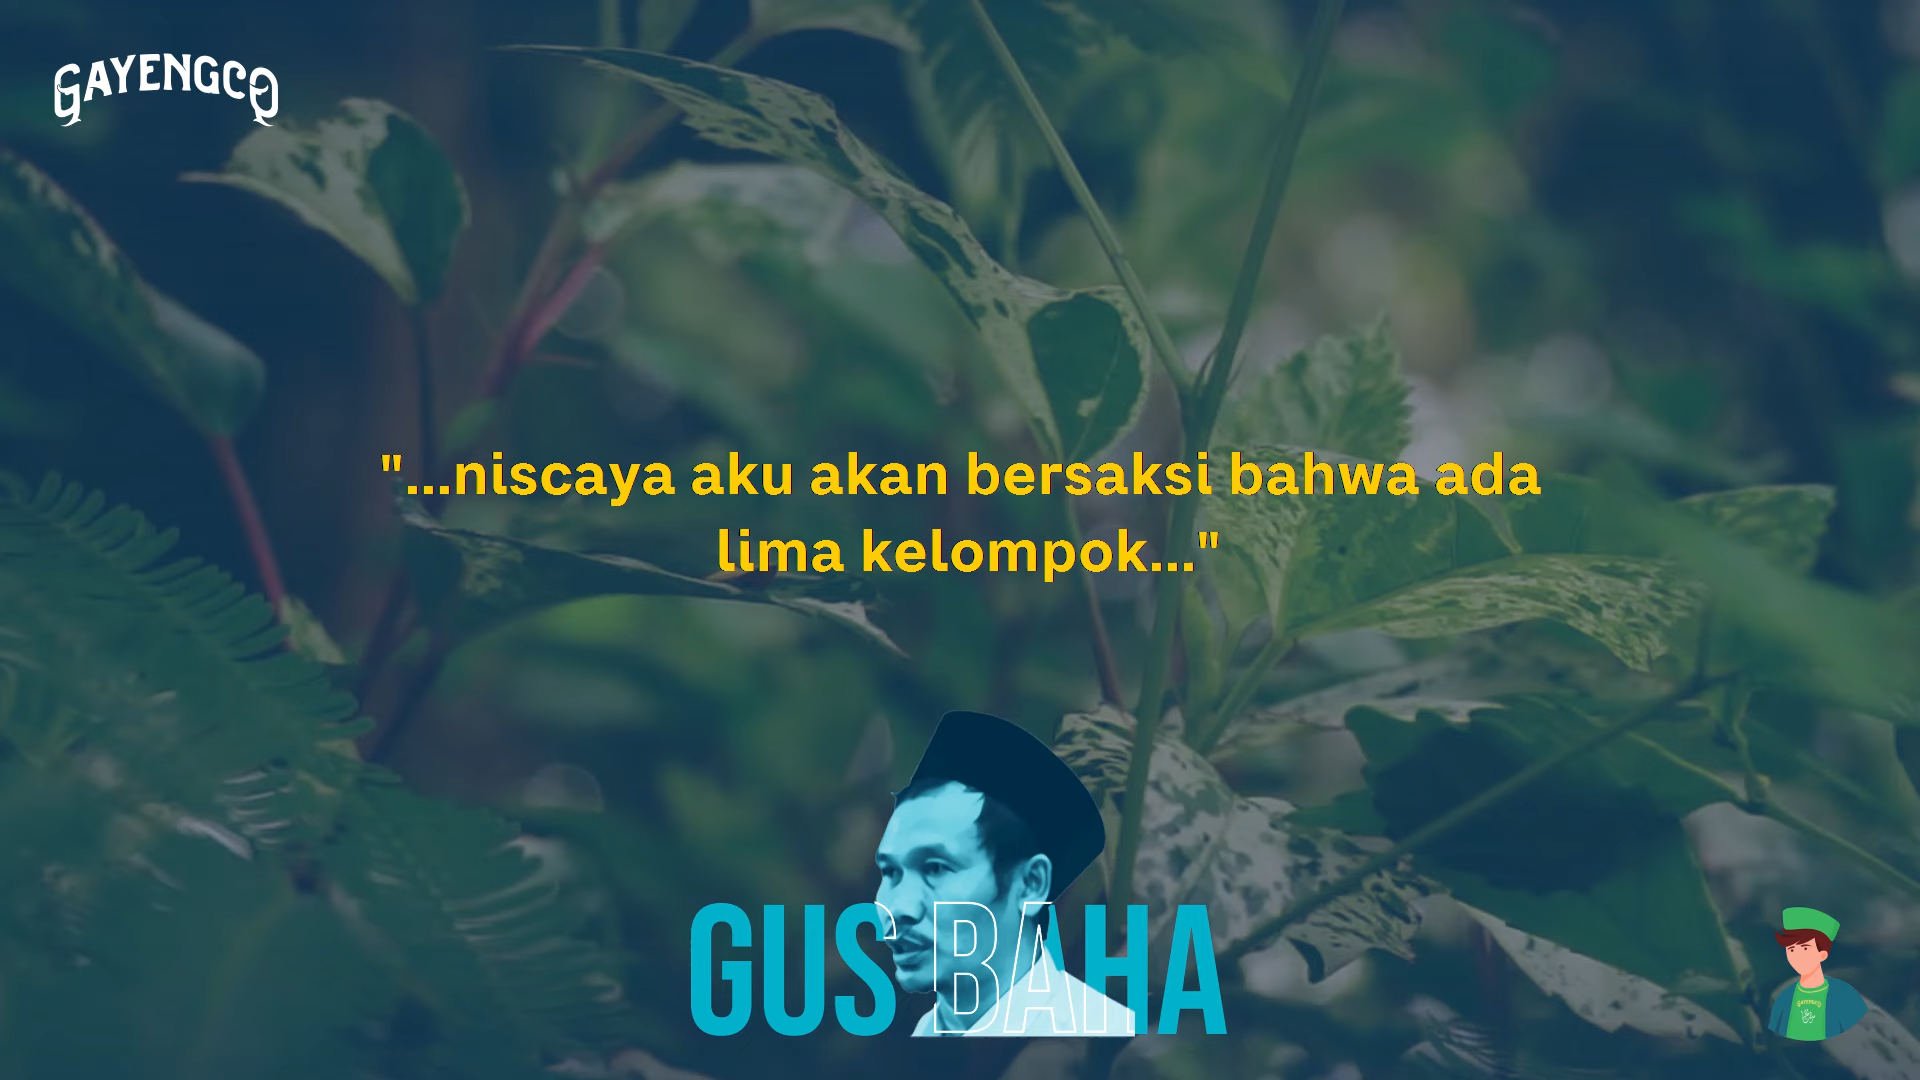 GAYENGCO
"...niscaya aku akan bersaksi bahwa ada
lima kelompok..."
GUS BAHA